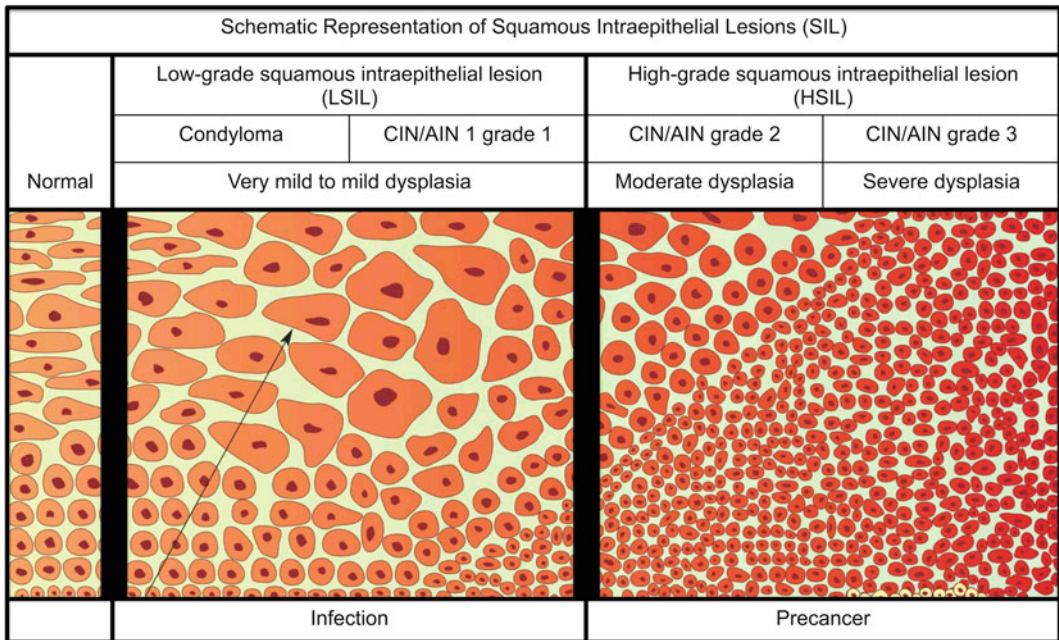 Schematic Representation of Squamous Intraepithelial Lesions (SIL)
Low-grade squamous intraepithelial lesion
(LSIL)
High-grade squamous intraepithelial lesion
(HSIL)
Condyloma
CIN/AIN 1 grade 1
CIN/AIN grade 2
CIN/AIN grade 3
Normal
Very mild to mild dysplasia
Moderate dysplasia
Severe dysplasia
Infection
Precancer